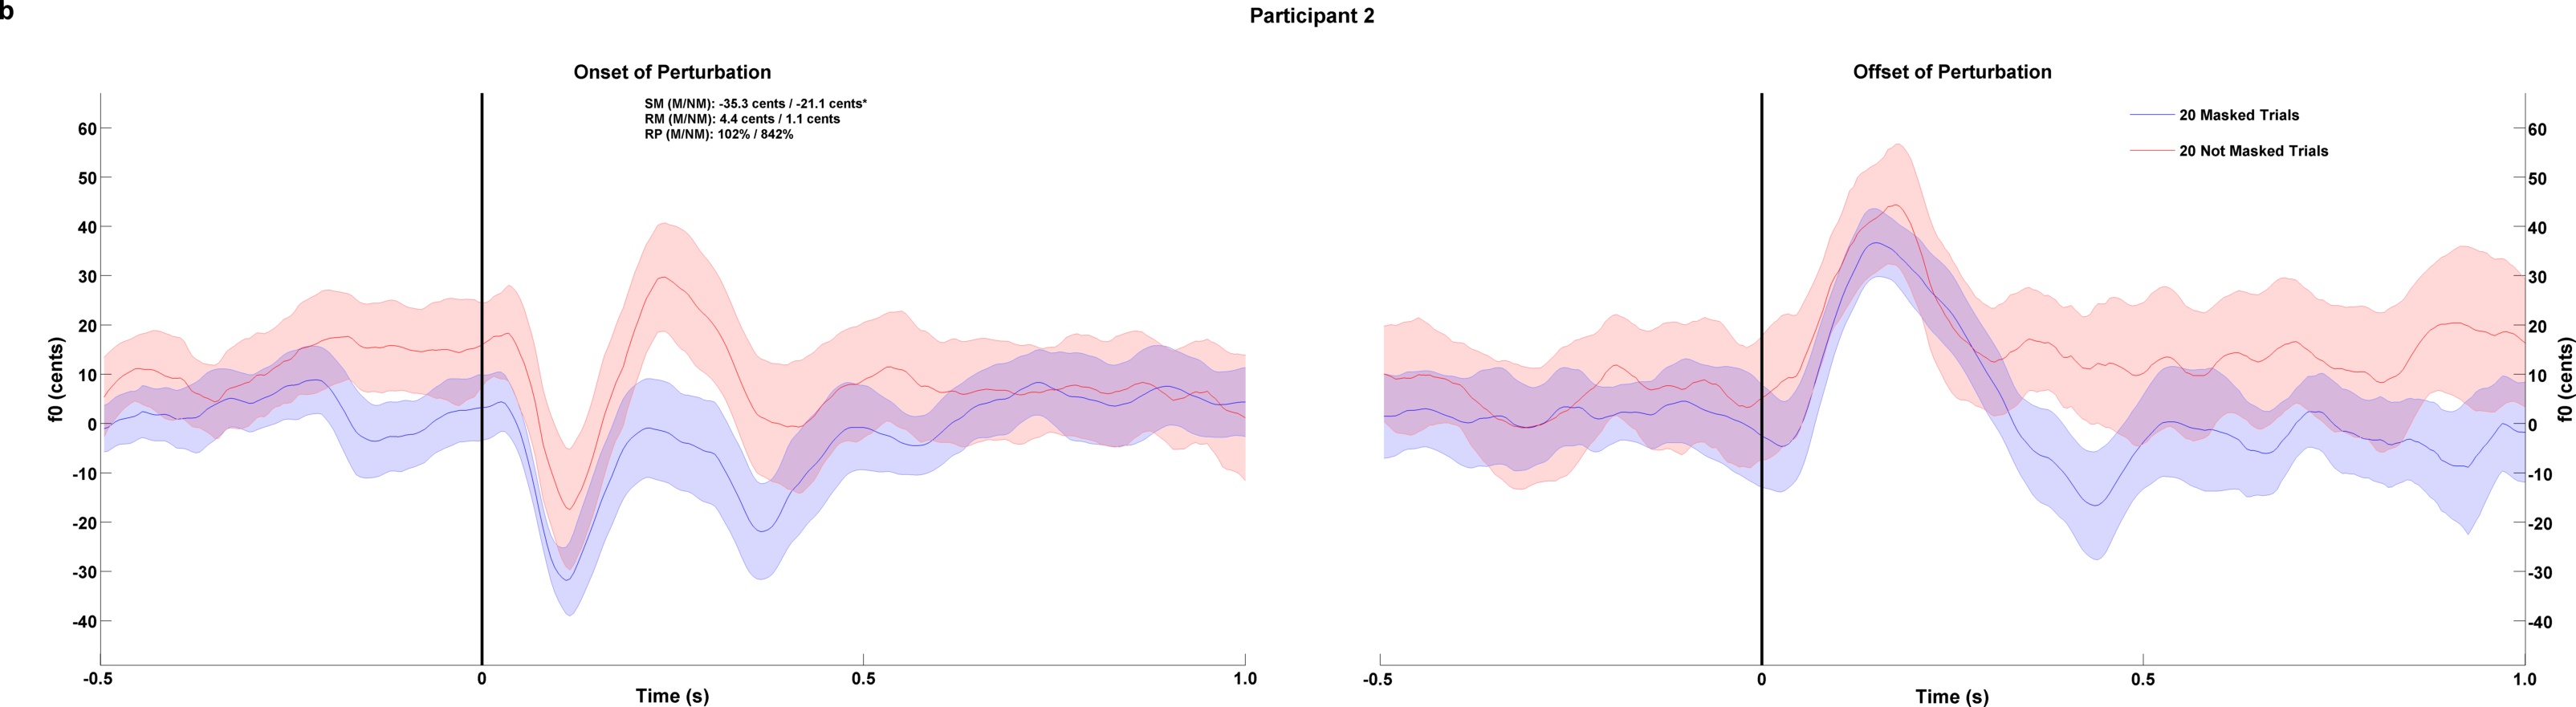 b
Participant 2
Onset of Perturbation
SM (M/NM): -35.3 cents / -21.1 cents*
RM (M/NM): 4.4 cents / 1.1 cents
RP (M/NM): 102% / 842%
f0 (cents)
60
50
40
30
20
10
0
-10
-20
-30
-40
-0.5
0
0.5
1.0
Time (s)
Offset of Perturbation
20 Masked Trials
20 Not Masked Trials
60
50
40
30
20
10
0
-10
-20
-30
-40
f0 (cents)
-0.5
0
0.5
1.0
Time (s)